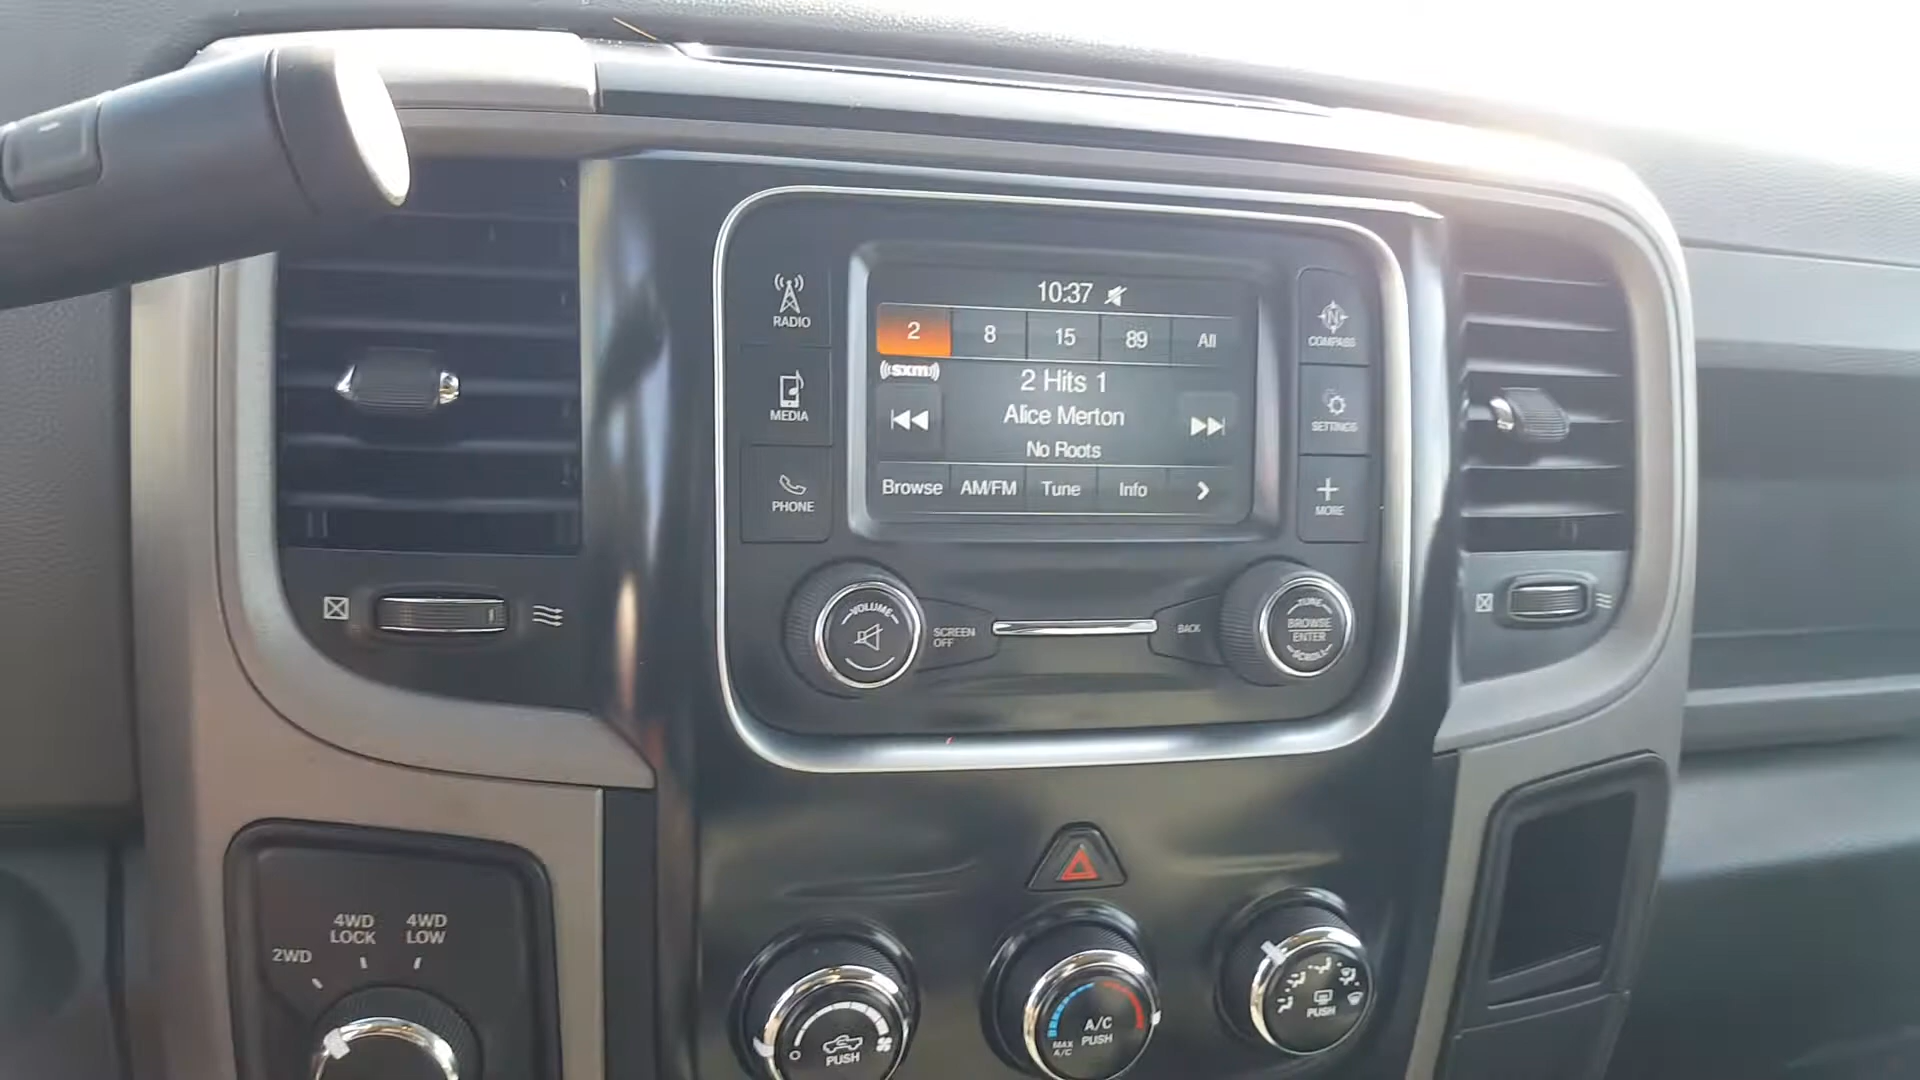 RADIO
MEDIA
PHONE
10:37
2 8 15 89 All
((sxm))
2 Hits 1
Alice Merton
No Roots
Browse AM/FM Tune Info
N
COMPASS
SETTINGS
MORE
VOLUME
SCREEN
OFF
BACK
TUNE
BROWSE
ENTER
SCROLL
2WD
4WD
LOCK
4WD
LOW
O
PUSH
A/C
PUSH
MAX
A/C
PUSH